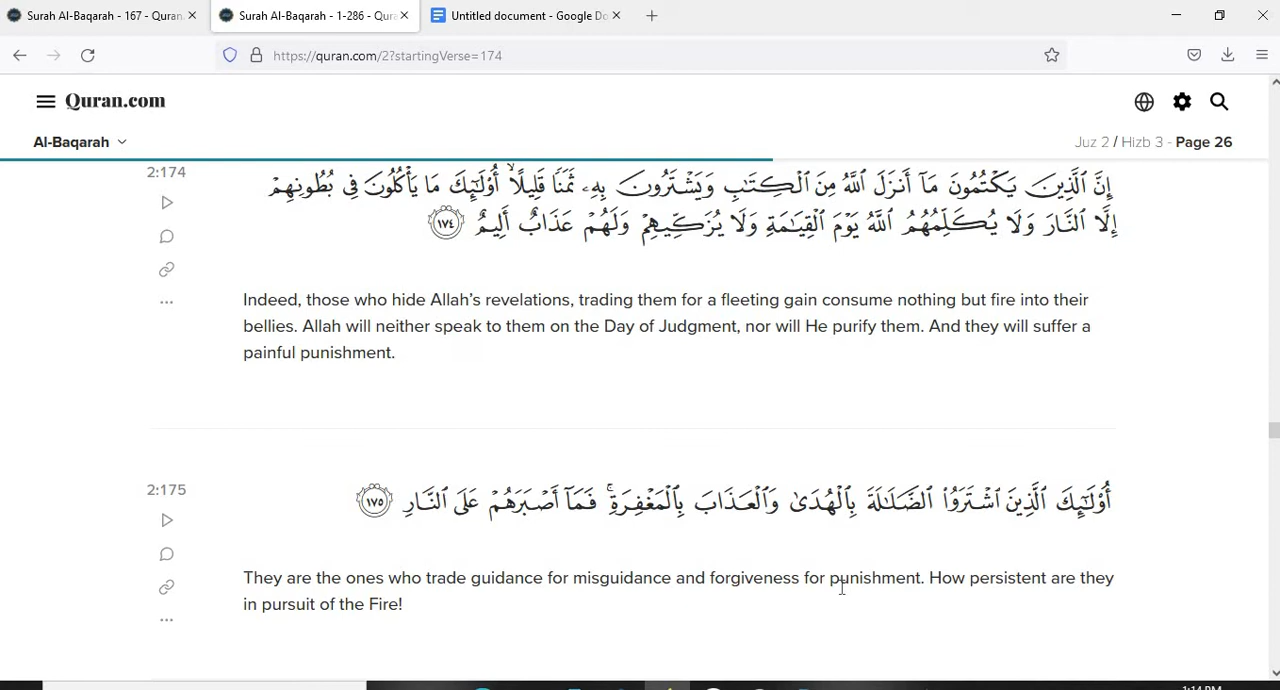 Surah Al-Baqarah - 167 - Quran.
Surah Al-Baqarah - 1-286 - Qura
Untitled document - Google Do
https://quran.com/2?startingVerse=174
Quran.com
Al-Baqarah
Juz 2 / Hizb 3 - Page 26
2:174
إِنَّ ٱلَّذِينَ يَكْتُمُونَ مَآ أَنزَلَ ٱللَّهُ مِنَ ٱلْكِتَـٰبِ وَيَشْتَرُونَ بِهِۦ ثَمَنًا قَلِيلًا ۙ أُو۟لَـٰٓئِكَ مَا يَأْكُلُونَ فِى بُطُونِهِمْ
إِلَّا ٱلنَّارَ وَلَا يُكَلِّمُهُمُ ٱللَّهُ يَوْمَ ٱلْقِيَـٰمَةِ وَلَا يُزَكِّيهِمْ وَلَهُمْ عَذَابٌ أَلِيمٌ ١٧٤
Indeed, those who hide Allah’s revelations, trading them for a fleeting gain consume nothing but fire into their
bellies. Allah will neither speak to them on the Day of Judgment, nor will He purify them. And they will suffer a
painful punishment.
2:175
أُو۟لَـٰٓئِكَ ٱلَّذِينَ ٱشْتَرَوُا۟ ٱلضَّلَـٰلَةَ بِٱلْهُدَىٰ وَٱلْعَذَابَ بِٱلْمَغْفِرَةِ ۚ فَمَآ أَصْبَرَهُمْ عَلَى ٱلنَّارِ ١٧٥
They are the ones who trade guidance for misguidance and forgiveness for punishment. How persistent are they
in pursuit of the Fire!
1:14 PM